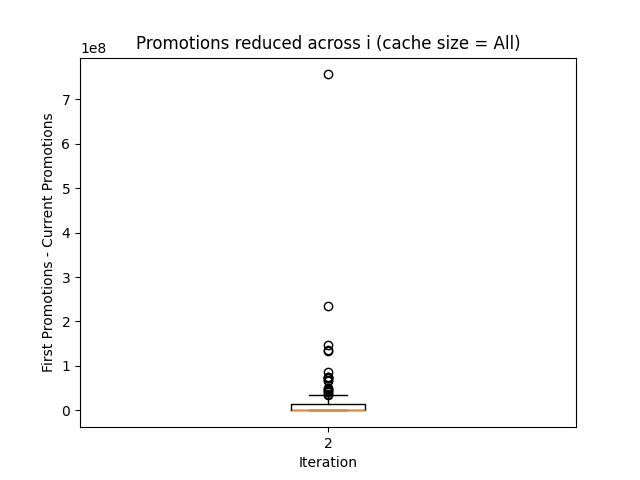 Promotions reduced across i (cache size = All)
1e8
7
6
5
4
3
2
1
0
First Promotions - Current Promotions
2
Iteration